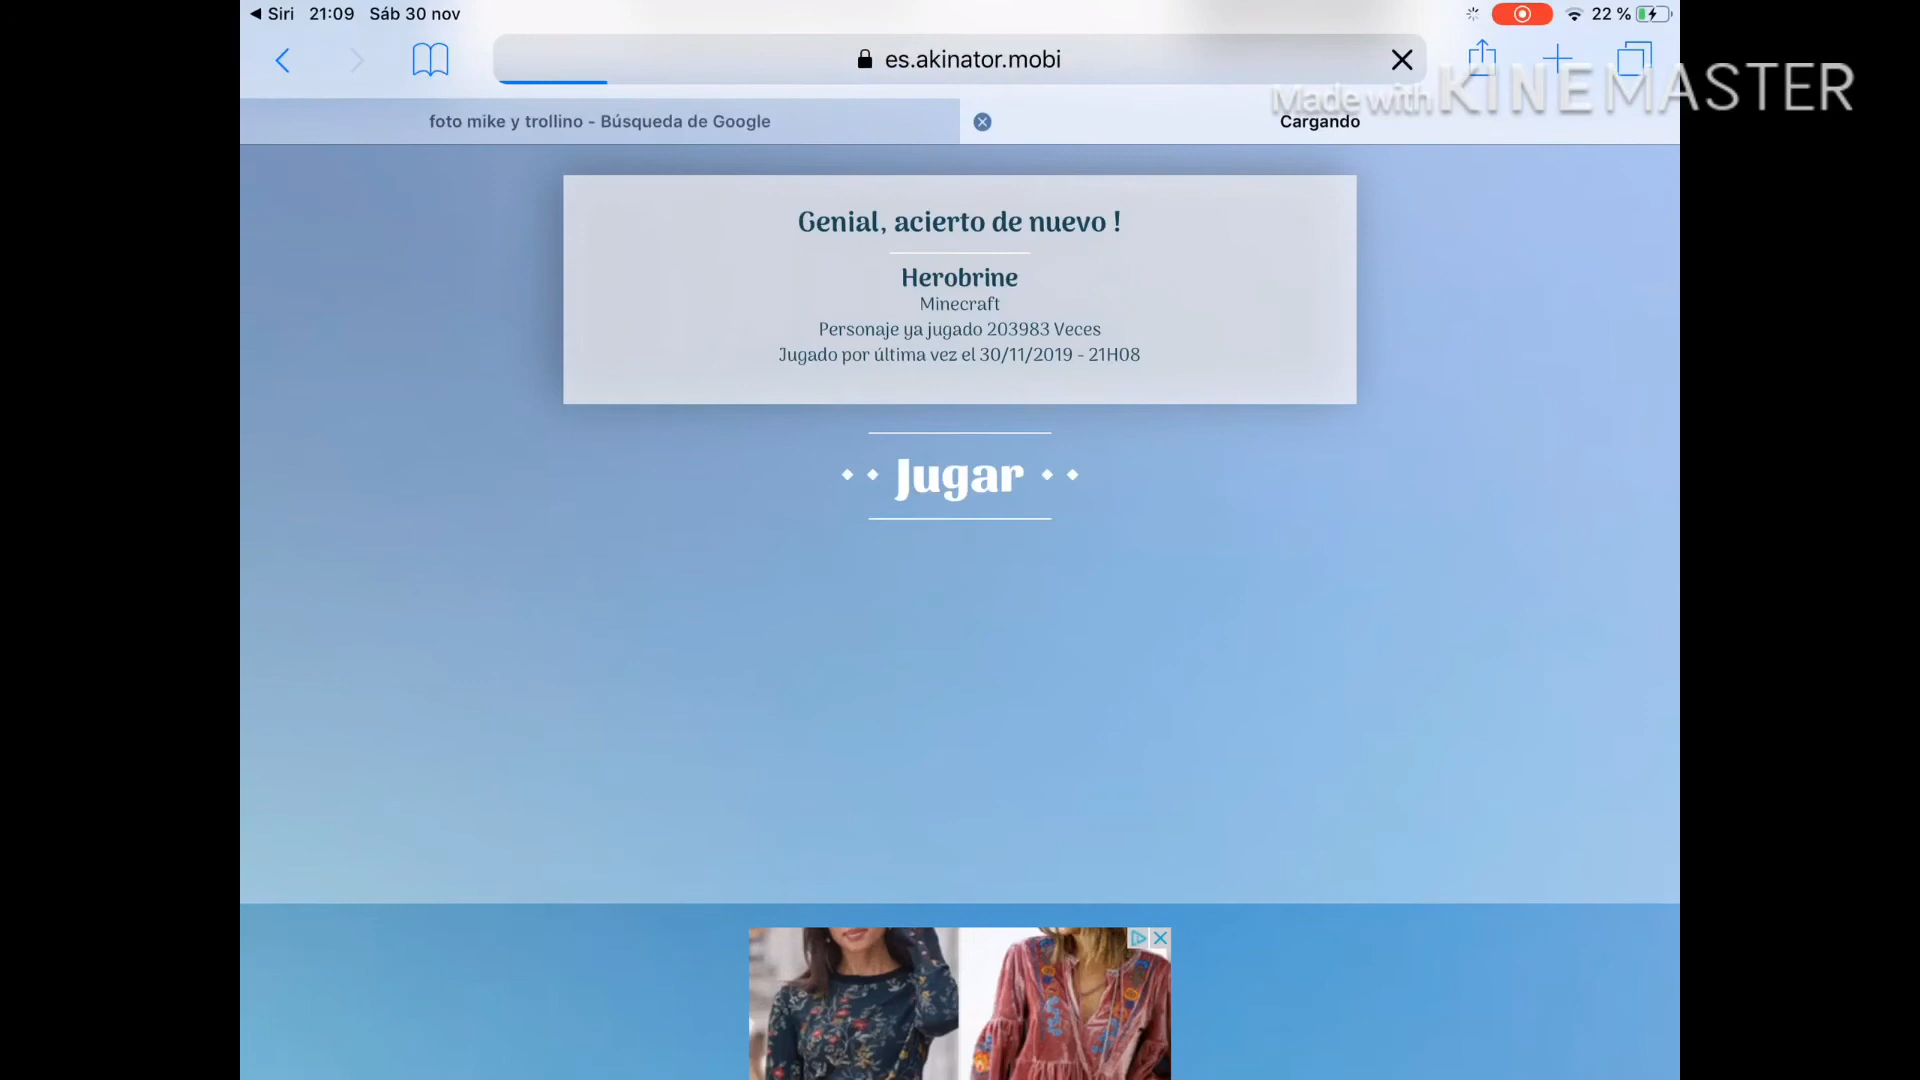 Siri 21:09 Sáb 30 nov 22 %
es.akinator.mobi
Made with KINEMASTER
foto mike y trollino - Búsqueda de Google
Cargando
Genial, acierto de nuevo !
Herobrine
Minecraft
Personaje ya jugado 203983 Veces
Jugado por última vez el 30/11/2019 - 21H08
Jugar